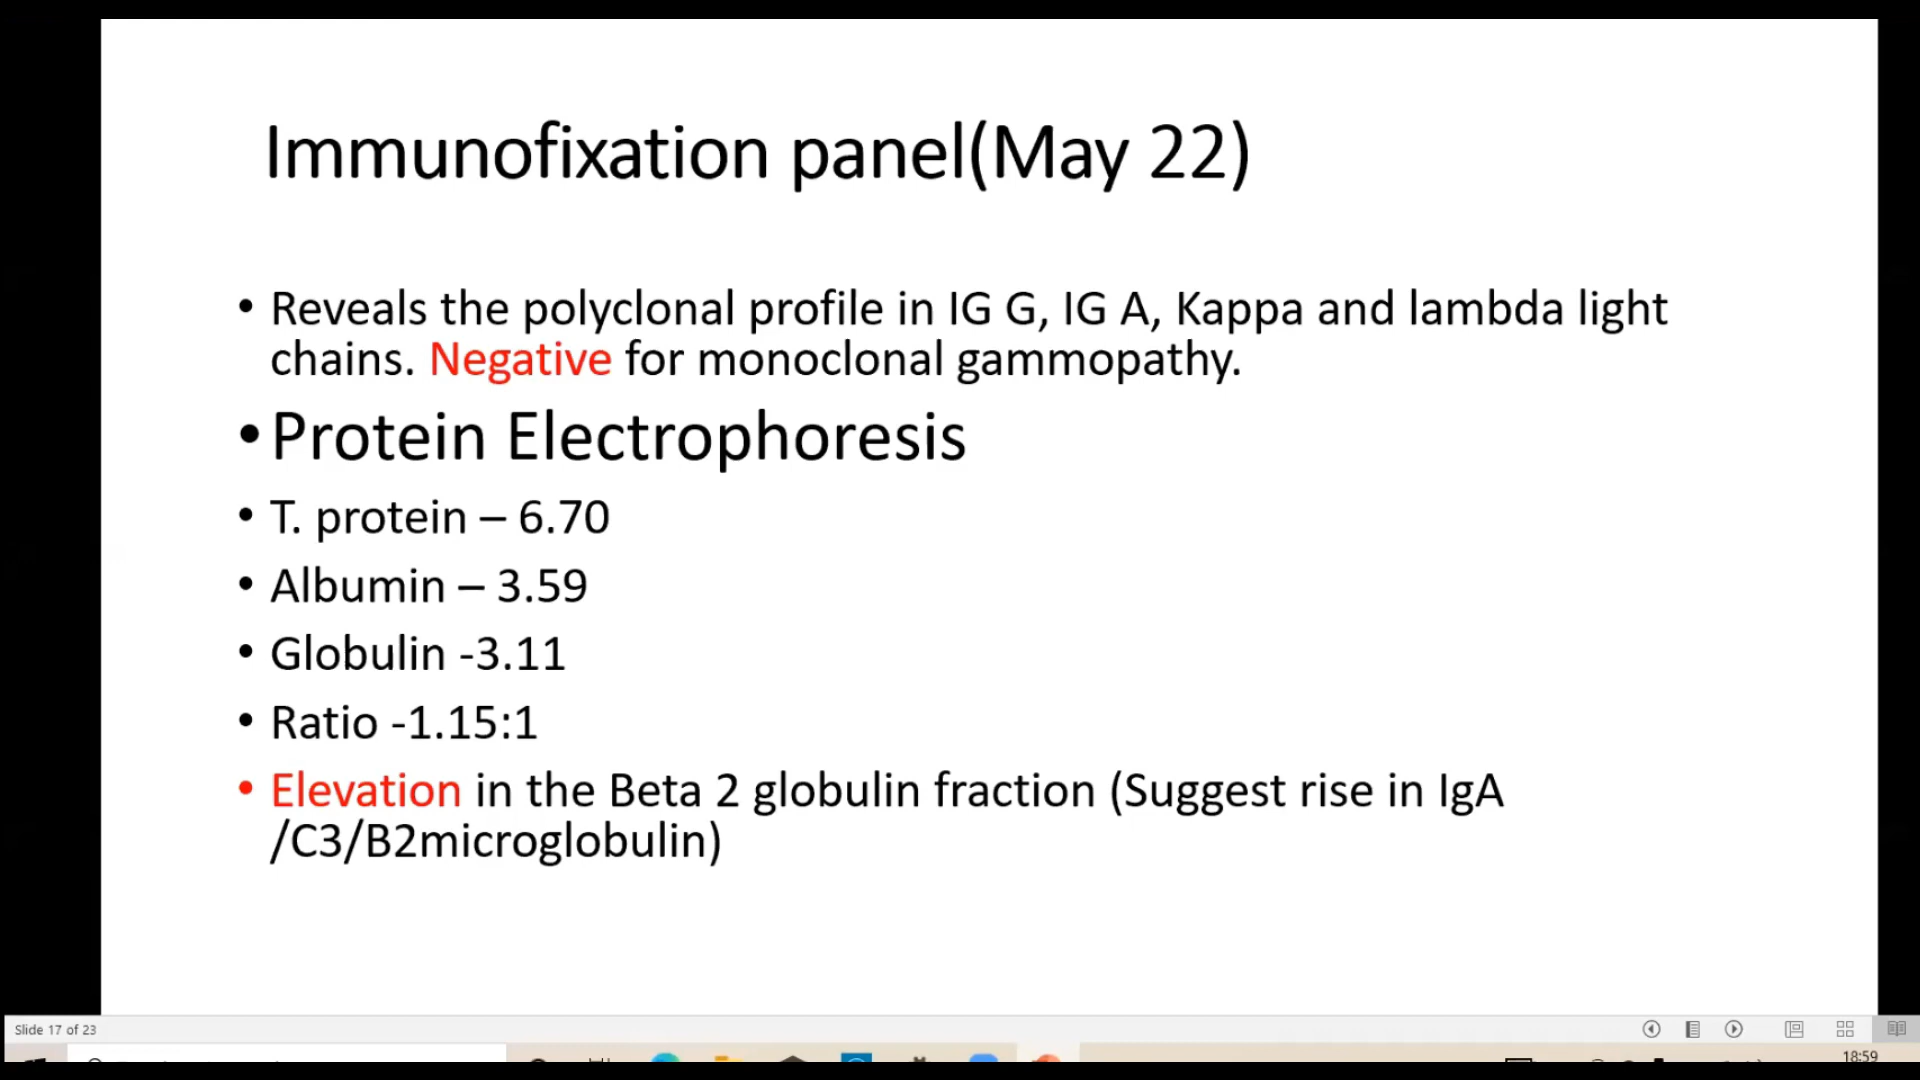 Immunofixation panel(May 22)
• Reveals the polyclonal profile in IG G, IG A, Kappa and lambda light
chains. Negative for monoclonal gammopathy.
• Protein Electrophoresis
• T. protein – 6.70
• Albumin – 3.59
• Globulin -3.11
• Ratio -1.15:1
• Elevation in the Beta 2 globulin fraction (Suggest rise in IgA
/C3/B2microglobulin)
Slide 17 of 23
18:59